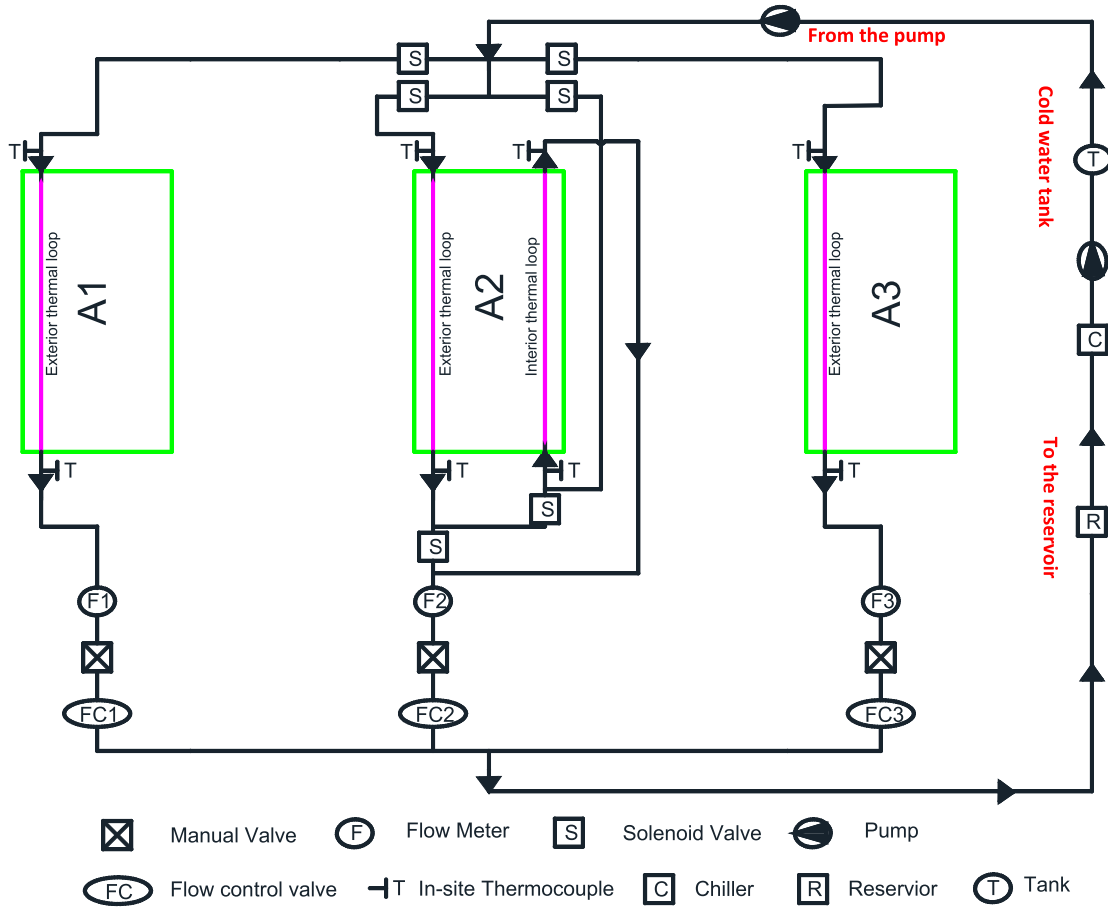 From the pump
S
S
S
S
Cold water tank
T
T
T
T
T
Exterior thermal loop
A1
Exterior thermal loop
A2
Interior thermal loop
Exterior thermal loop
A3
C
T
T
T
T
To the reservoir
S
R
S
F1
F2
F3
FC1
FC2
FC3
Manual Valve
F
Flow Meter
S
Solenoid Valve
Pump
FC
Flow control valve
T
In-site Thermocouple
C
Chiller
R
Reservior
T
Tank